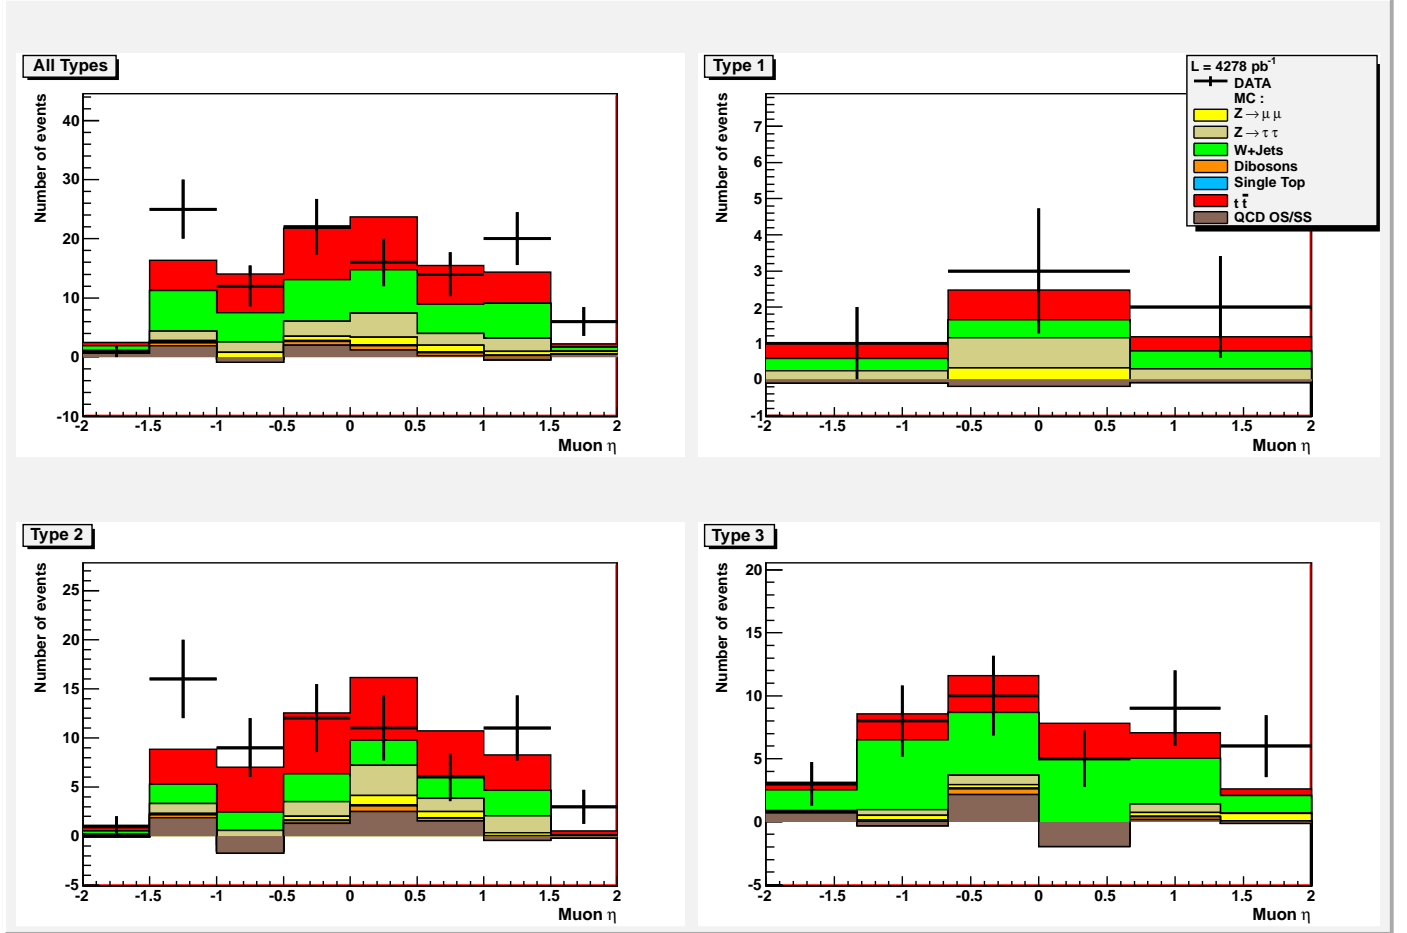 All Types
Number of events
40
30
20
10
0
-10
-2 -1.5 -1 -0.5 0 0.5 1 1.5 2
Muon η
Type 1
Number of events
7
6
5
4
3
2
1
0
-1
-2 -1.5 -1 -0.5 0 0.5 1 1.5 2
Muon η
L = 4278 pb⁻¹
DATA
MC :
Z → μ μ
Z → τ τ
W+Jets
Dibosons
Single Top
t t̄
QCD OS/SS
Type 2
Number of events
25
20
15
10
5
0
-5
-2 -1.5 -1 -0.5 0 0.5 1 1.5 2
Muon η
Type 3
Number of events
20
15
10
5
0
-5
-2 -1.5 -1 -0.5 0 0.5 1 1.5 2
Muon η